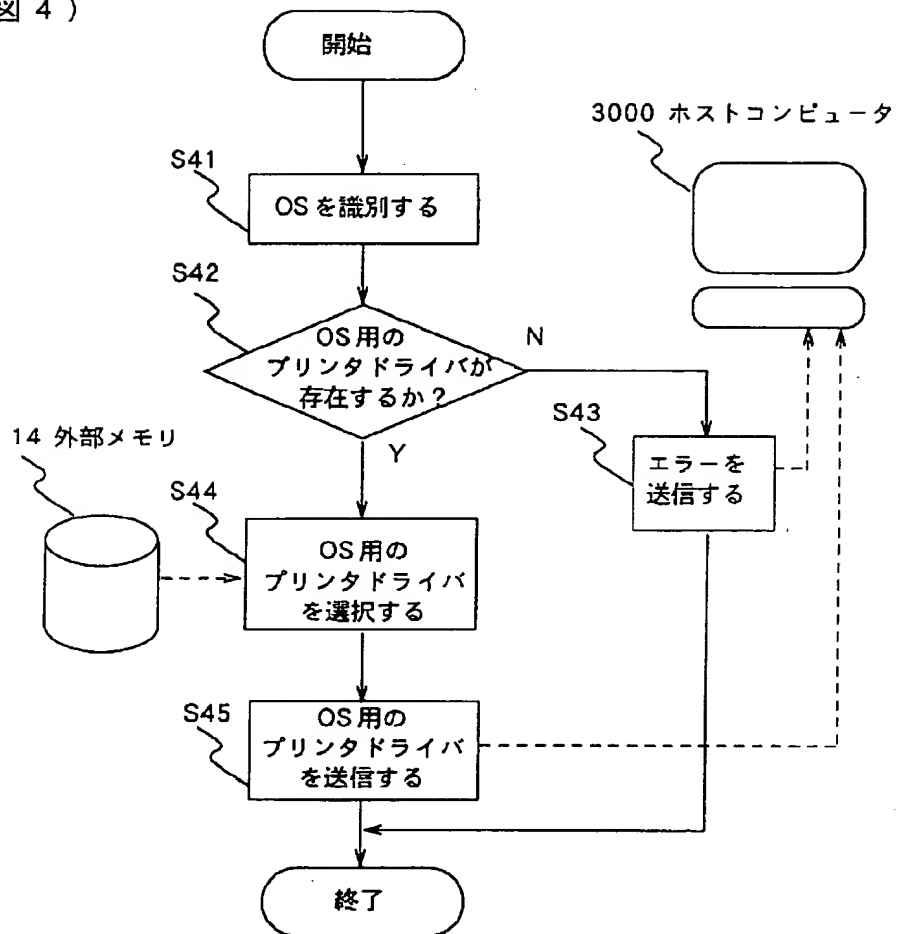 図 4 )
開始
3000 ホストコンピュータ
S41
OSを識別する
S42
OS用の
プリンタドライバが
存在するか？
N
Y
S43
エラーを
送信する
14 外部メモリ
S44
OS用の
プリンタドライバ
を選択する
S45
OS用の
プリンタドライバ
を送信する
終了